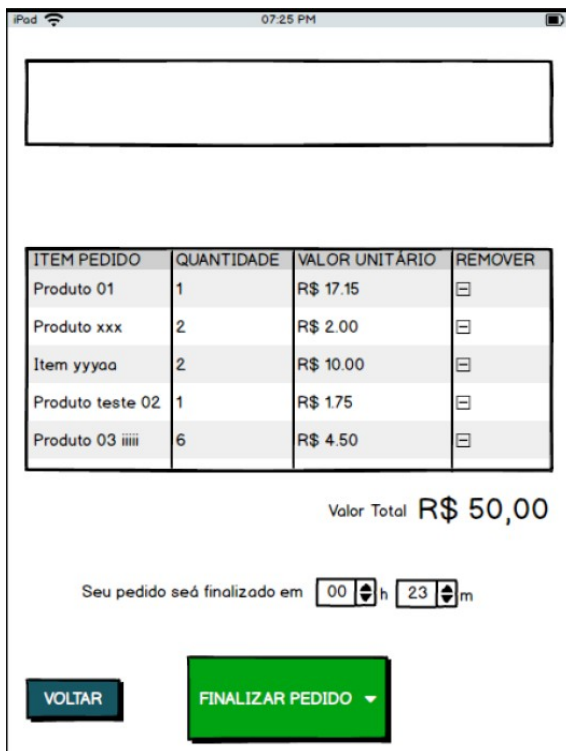 iPad 07:25 PM
ITEM PEDIDO QUANTIDADE VALOR UNITÁRIO REMOVER
Produto 01 1 R$ 17.15
Produto xxx 2 R$ 2.00
Item yyyaa 2 R$ 10.00
Produto teste 02 1 R$ 1.75
Produto 03 iiiii 6 R$ 4.50
Valor Total R$ 50,00
Seu pedido seá finalizado em 00 h 23 m
VOLTAR FINALIZAR PEDIDO